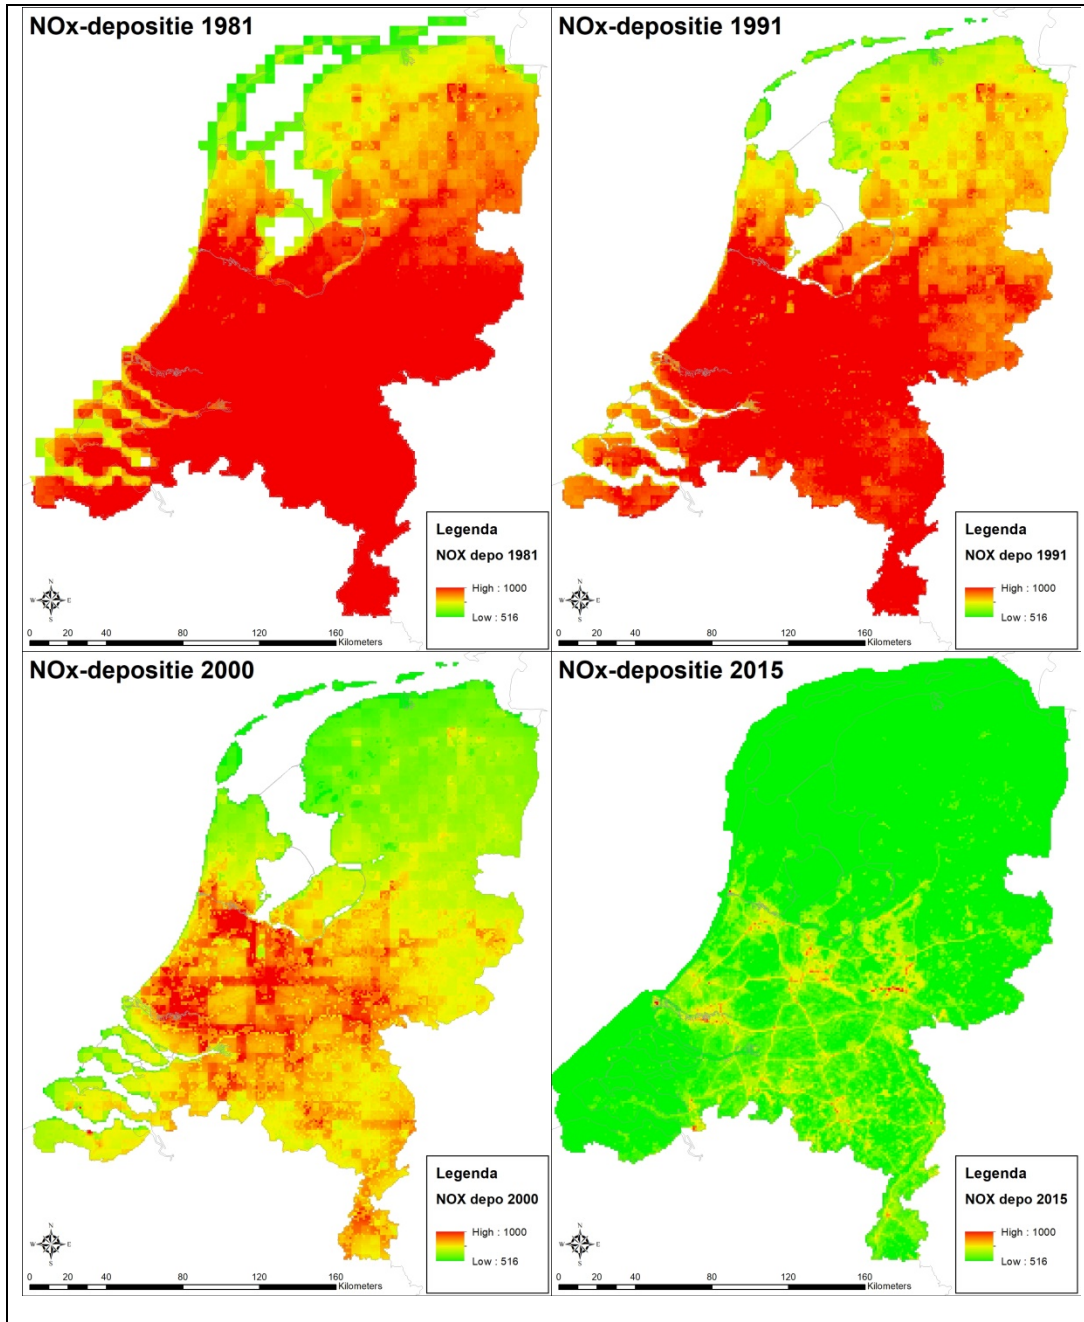 NOx-depositie 1981
Legenda
NOX depo 1981
High : 1000
Low : 516
N
W E
S
0 20 40 80 120 160
Kilometers
NOx-depositie 1991
Legenda
NOX depo 1991
High : 1000
Low : 516
N
W E
S
0 20 40 80 120 160
Kilometers
NOx-depositie 2000
Legenda
NOX depo 2000
High : 1000
Low : 516
N
W E
S
0 20 40 80 120 160
Kilometers
NOx-depositie 2015
Legenda
NOX depo 2015
High : 1000
Low : 516
N
W E
S
0 20 40 80 120 160
Kilometers